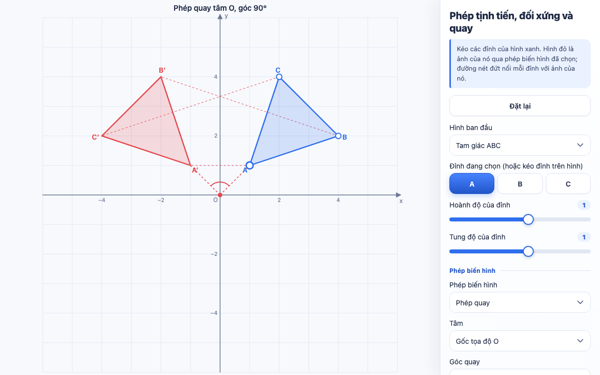 Phép quay tâm O, góc 90°
y
B'
C
4
C'
2
B
A'
A
−4
−2
O
2
4
x
−2
−4
Phép tịnh tiến, đối xứng và
quay
Kéo các đỉnh của hình xanh. Hình đỏ là
ảnh của nó qua phép biến hình đã chọn;
đường nét đứt nối mỗi đỉnh với ảnh của
nó.
Đặt lại
Hình ban đầu
Tam giác ABC
Đỉnh đang chọn (hoặc kéo đỉnh trên hình)
A
B
C
Hoành độ của đỉnh
1
Tung độ của đỉnh
1
Phép biến hình
Phép biến hình
Phép quay
Tâm
Gốc tọa độ O
Góc quay